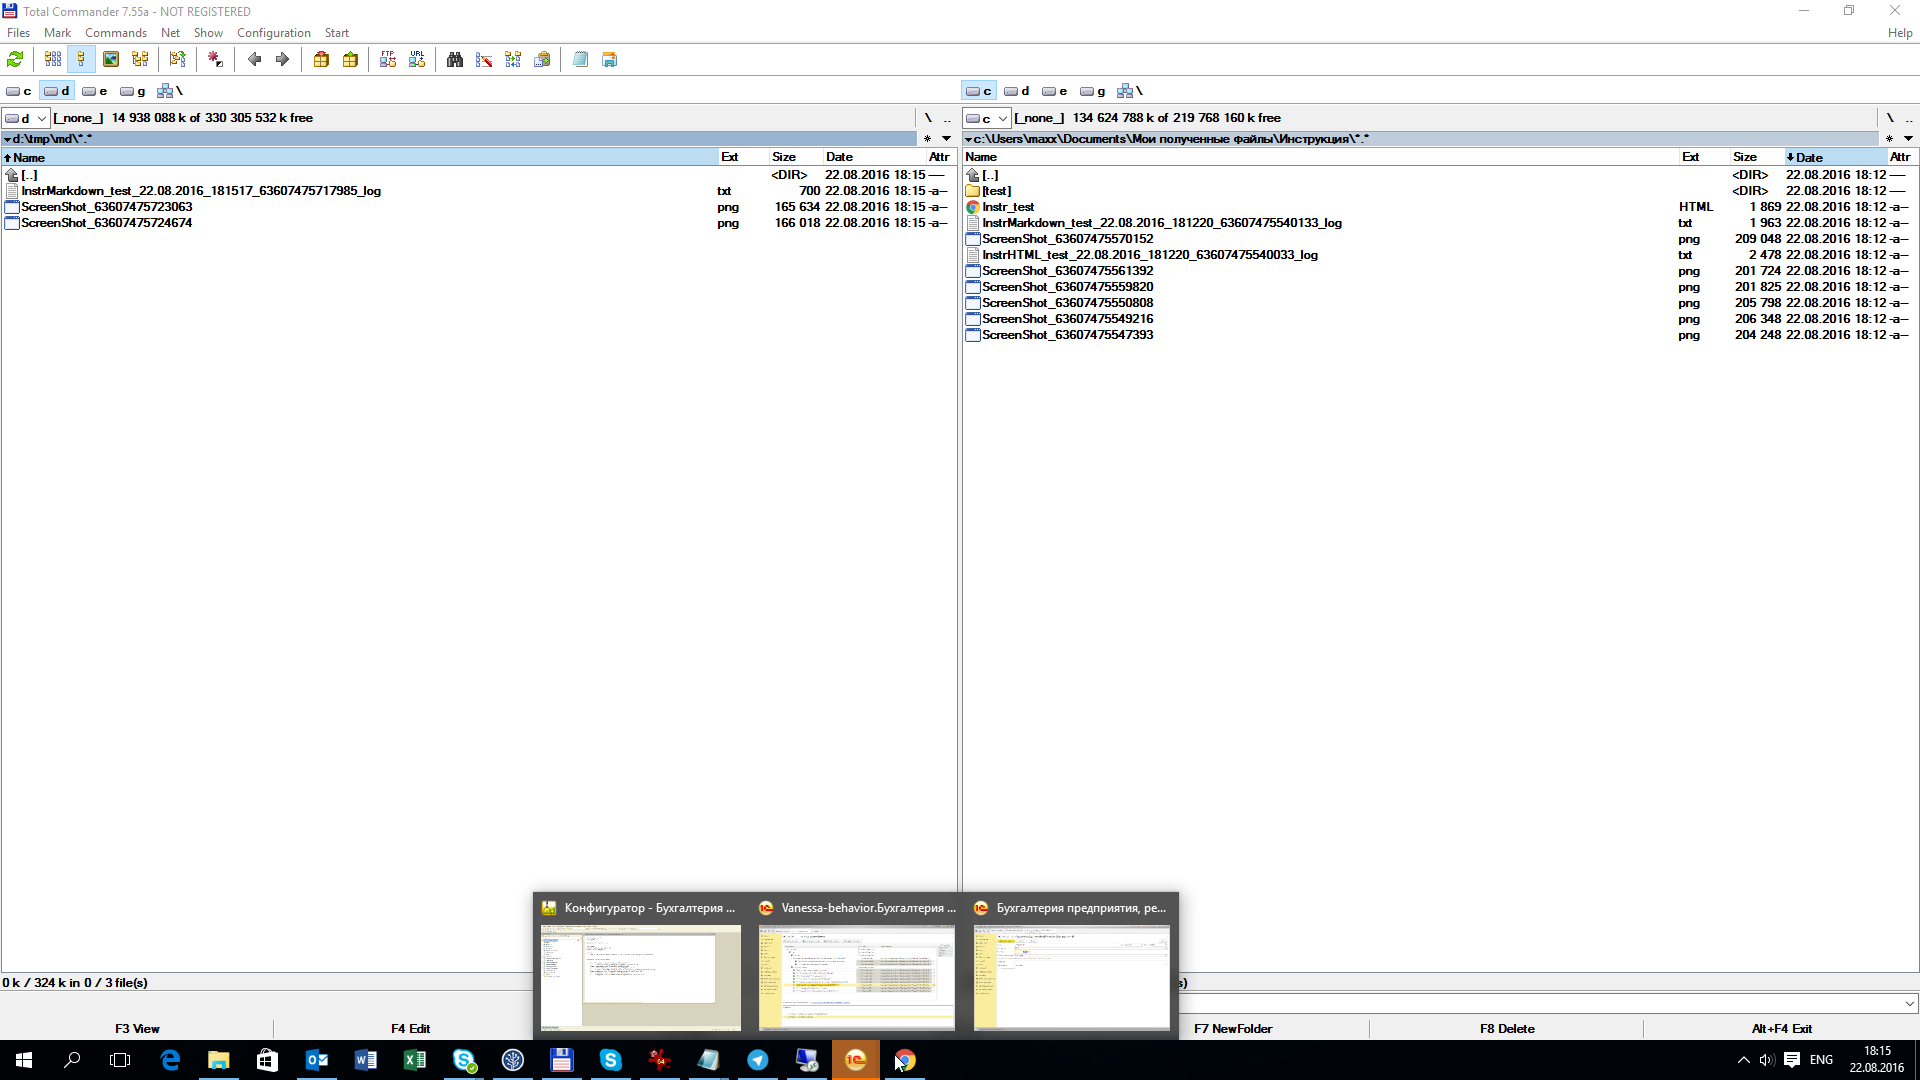 Total Commander 7.55a - NOT REGISTERED
Files Mark Commands Net Show Configuration Start Help
FTP URL
c d e g \ c d e g \
d [_none_] 14 938 088 k of 330 305 532 k free \ .. c [_none_] 134 624 788 k of 219 768 160 k free \ ..
d:\tmp\md\*.* * c:\Users\maxx\Documents\Мои полученные файлы\Инструкция\*.* *
Name Ext Size Date Attr
[..] <DIR> 22.08.2016 18:15 ----
InstrMarkdown_test_22.08.2016_181517_63607475717985_log txt 700 22.08.2016 18:15 -a--
ScreenShot_63607475723063 png 165 634 22.08.2016 18:15 -a--
ScreenShot_63607475724674 png 166 018 22.08.2016 18:15 -a--
Name Ext Size Date Attr
[..] <DIR> 22.08.2016 18:12 ----
[test] <DIR> 22.08.2016 18:12 ----
Instr_test HTML 1 869 22.08.2016 18:12 -a--
InstrMarkdown_test_22.08.2016_181220_63607475540133_log txt 1 963 22.08.2016 18:12 -a--
ScreenShot_63607475570152 png 209 048 22.08.2016 18:12 -a--
InstrHTML_test_22.08.2016_181220_63607475540033_log txt 2 478 22.08.2016 18:12 -a--
ScreenShot_63607475561392 png 201 724 22.08.2016 18:12 -a--
ScreenShot_63607475559820 png 201 825 22.08.2016 18:12 -a--
ScreenShot_63607475550808 png 205 798 22.08.2016 18:12 -a--
ScreenShot_63607475549216 png 206 348 22.08.2016 18:12 -a--
ScreenShot_63607475547393 png 204 248 22.08.2016 18:12 -a--
Конфигуратор - Бухгалтерия ... Vanessa-behavior.Бухгалтерия ... Бухгалтерия предприятия, ре...
0 k / 324 k in 0 / 3 file(s) s)
F3 View F4 Edit F7 NewFolder F8 Delete Alt+F4 Exit
64 1С ENG 18:15
22.08.2016